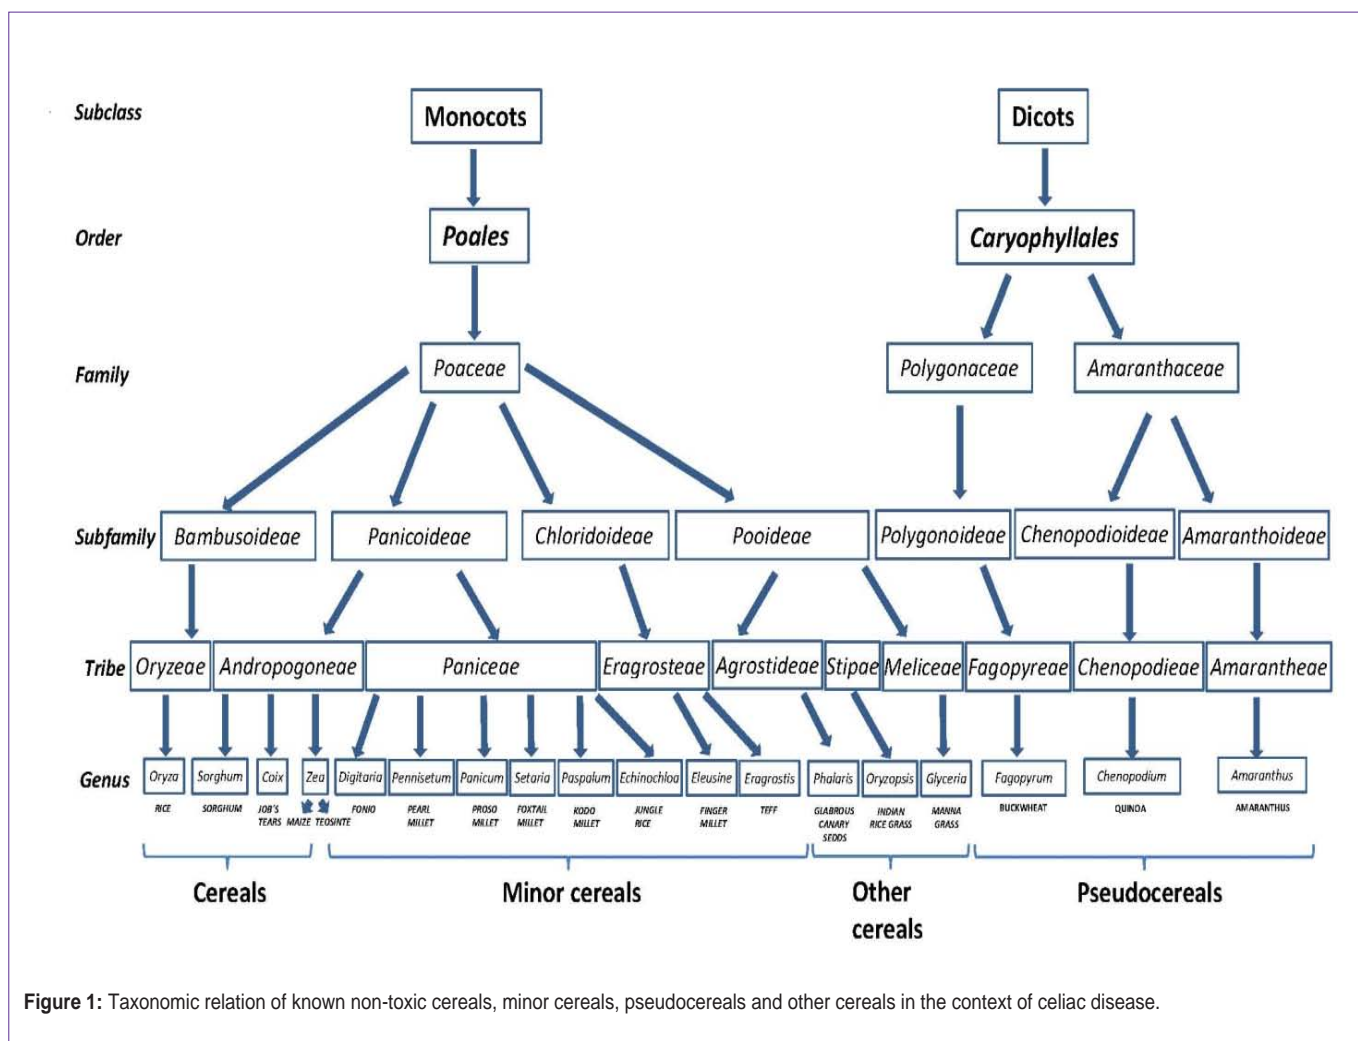 Subclass Monocots Dicots
Order Poales Caryophyllales
Family Poaceae Polygonaceae Amaranthaceae
Subfamily Bambusoideae Panicoideae Chloridoideae Pooideae Polygonoideae Chenopodioideae Amaranthoideae
Tribe Oryzeae Andropogoneae Paniceae Eragrosteae Agrostideae Stipae Meliceae Fagopyreae Chenopodieae Amarantheae
Genus Oryza Sorghum Coix Zea Digitaria Pennisetum Panicum Setaria Paspalum Echinochloa Eleusine Eragrostis Phalaris Oryzopsis Glyceria Fagopyrum Chenopodium Amaranthus
RICE SORGHUM JOB'S FONIO PEARL PROSO FOXTAIL KODO JUNGLE FINGER TEFF GLABROUS INDIAN MANNA BUCKWHEAT QUINOA AMARANTHUS
TEARS MAIZE TEOSINTE MILLET MILLET MILLET MILLET RICE MILLET CANARY RICE GRASS GRASS
SEDDS
Cereals Minor cereals Other Pseudocereals
cereals
Figure 1: Taxonomic relation of known non-toxic cereals, minor cereals, pseudocereals and other cereals in the context of celiac disease.